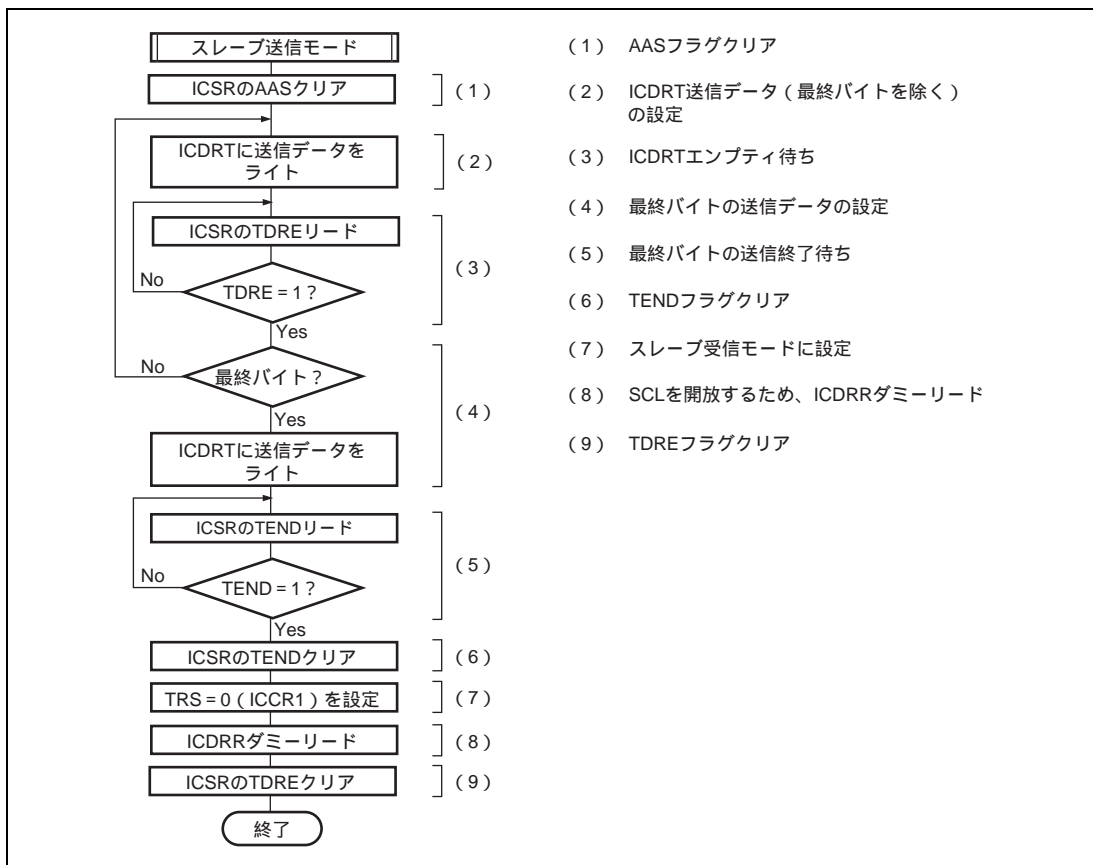 スレーブ送信モード
ICSRのAASクリア
(1)
ICDRTに送信データを
ライト
(2)
ICSRのTDREリード
No
TDRE = 1 ?
(3)
Yes
No
最終バイト?
Yes
(4)
ICDRTに送信データを
ライト
ICSRのTENDリード
No
TEND = 1 ?
(5)
Yes
ICSRのTENDクリア
(6)
TRS = 0 ( ICCR1 ) を設定
(7)
ICDRRダミーリード
(8)
ICSRのTDREクリア
(9)
終了
(1) AASフラグクリア
(2) ICDRT送信データ(最終バイトを除く)
の設定
(3) ICDRTエンプティ待ち
(4) 最終バイトの送信データの設定
(5) 最終バイトの送信終了待ち
(6) TENDフラグクリア
(7) スレーブ受信モードに設定
(8) SCLを開放するため、ICDRRダミーリード
(9) TDREフラグクリア